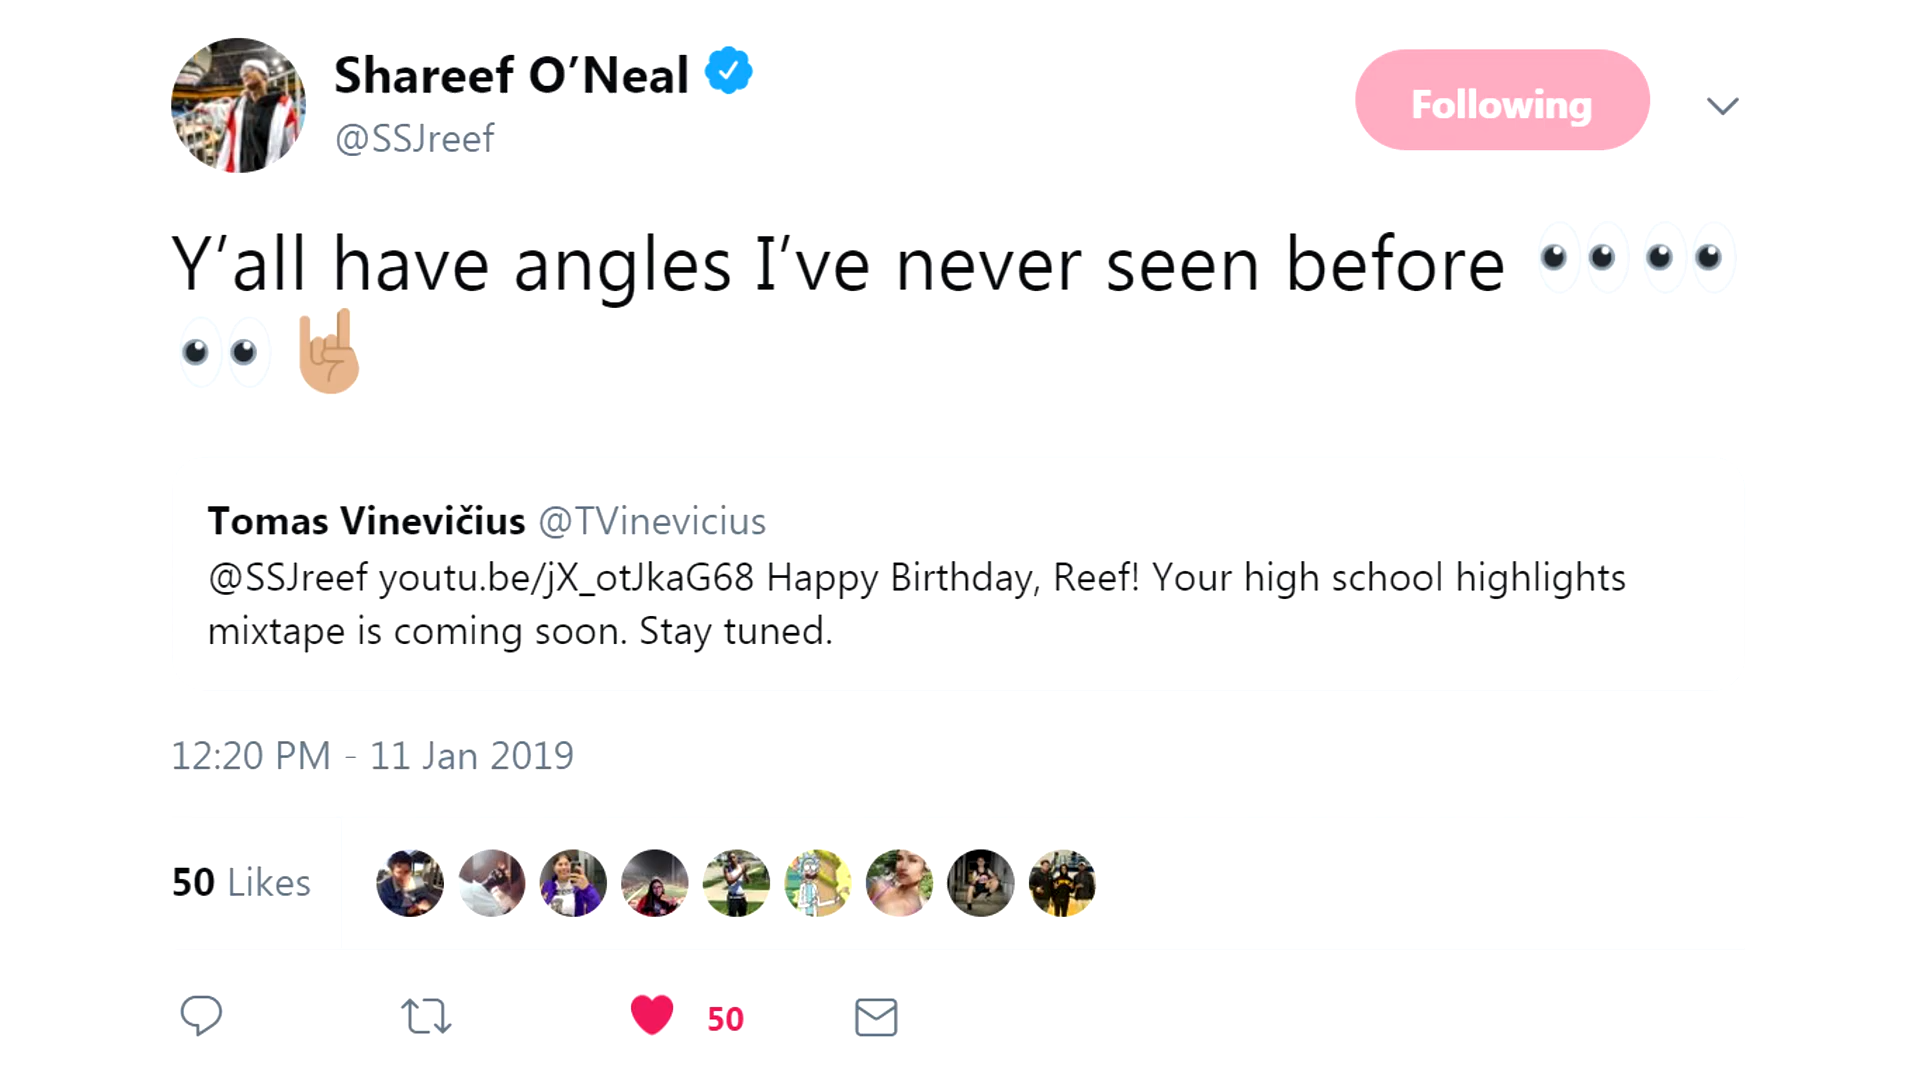 Shareef O’Neal
@SSJreef
Following
Y’all have angles I’ve never seen before 👀👀
👀🤘🏼
Tomas Vinevičius @TVinevicius
@SSJreef youtu.be/jX_otJkaG68 Happy Birthday, Reef! Your high school highlights
mixtape is coming soon. Stay tuned.
12:20 PM - 11 Jan 2019
50 Likes
50